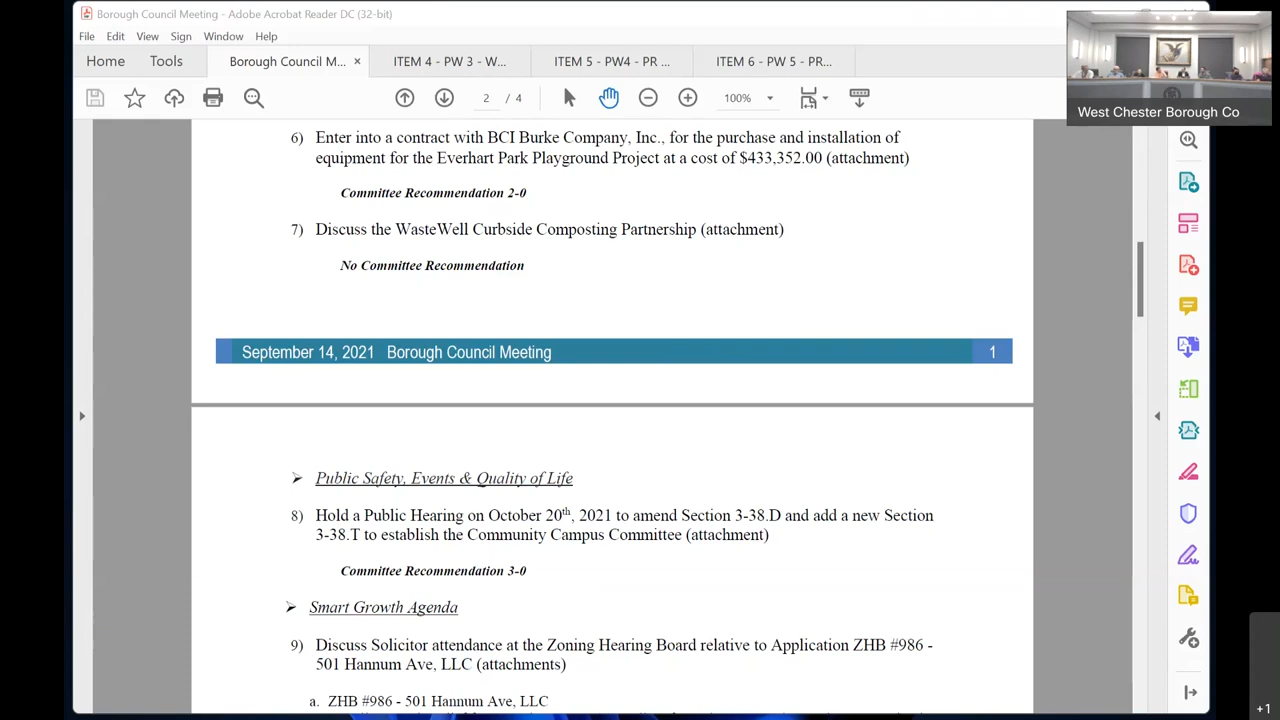 Borough Council Meeting - Adobe Acrobat Reader DC (32-bit)
File Edit View Sign Window Help
Home Tools Borough Council M... × ITEM 4 - PW 3 - W... ITEM 5 - PW4 - PR ... ITEM 6 - PW 5 - PR...
2 / 4 100%
West Chester Borough Co
6) Enter into a contract with BCI Burke Company, Inc., for the purchase and installation of
equipment for the Everhart Park Playground Project at a cost of $433,352.00 (attachment)
Committee Recommendation 2-0
7) Discuss the WasteWell Curbside Composting Partnership (attachment)
No Committee Recommendation
September 14, 2021 Borough Council Meeting 1
Public Safety, Events & Quality of Life
8) Hold a Public Hearing on October 20th, 2021 to amend Section 3-38.D and add a new Section
3-38.T to establish the Community Campus Committee (attachment)
Committee Recommendation 3-0
Smart Growth Agenda
9) Discuss Solicitor attendance at the Zoning Hearing Board relative to Application ZHB #986 -
501 Hannum Ave, LLC (attachments)
a. ZHB #986 - 501 Hannum Ave, LLC
+1